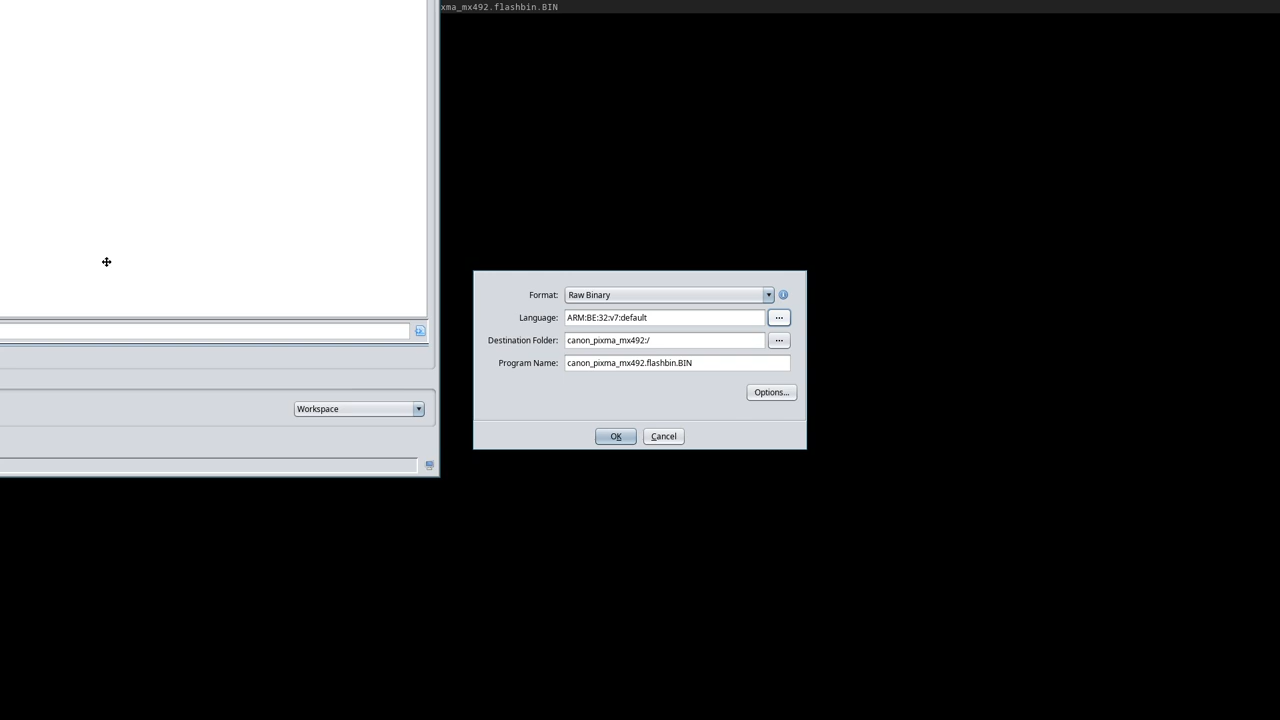 xma_mx492.flashbin.BIN
Format: Raw Binary
Language: ARM:BE:32:v7:default ...
Destination Folder: canon_pixma_mx492:/ ...
Program Name: canon_pixma_mx492.flashbin.BIN
Options...
Workspace
OK Cancel